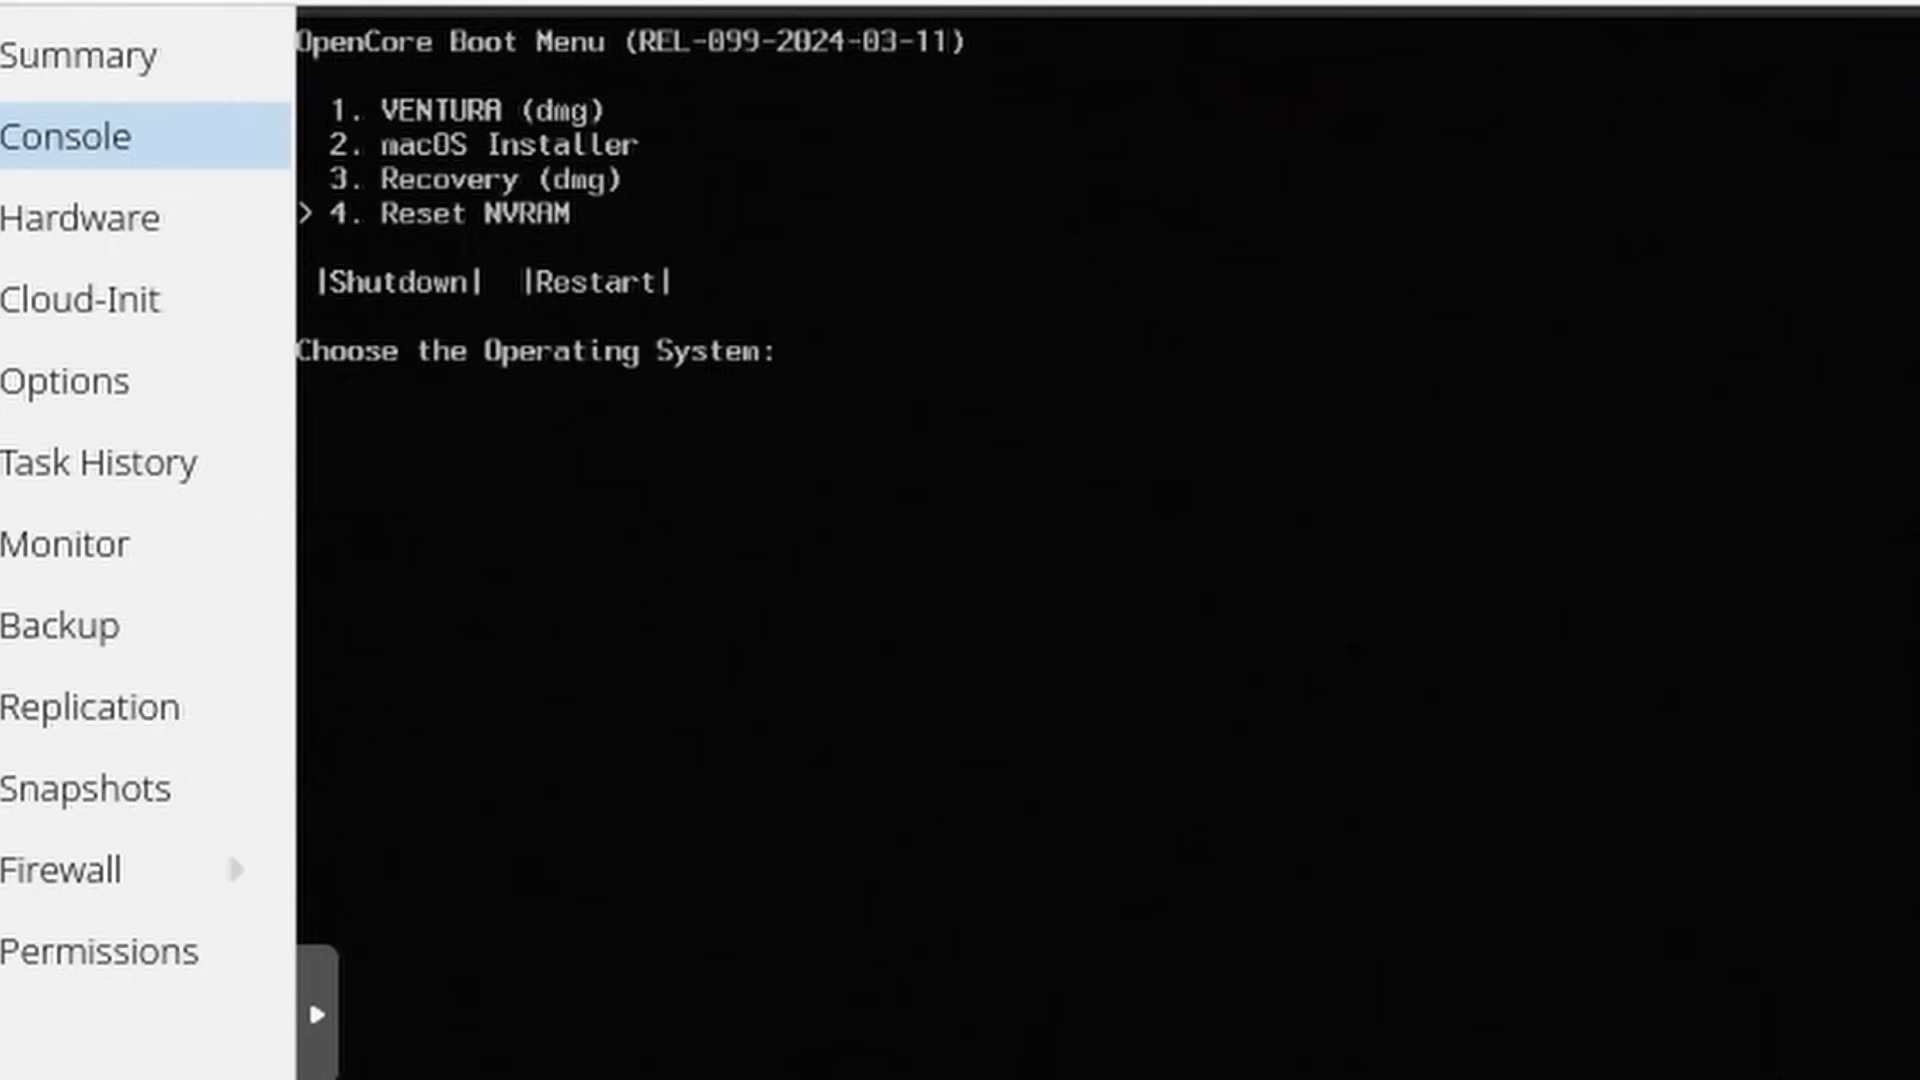 Summary
Console
Hardware
Cloud-Init
Options
Task History
Monitor
Backup
Replication
Snapshots
Firewall
Permissions
OpenCore Boot Menu (REL-099-2024-03-11)
1. VENTURA (dmg)
2. macOS Installer
3. Recovery (dmg)
> 4. Reset NVRAM
|Shutdown| |Restart|
Choose the Operating System: